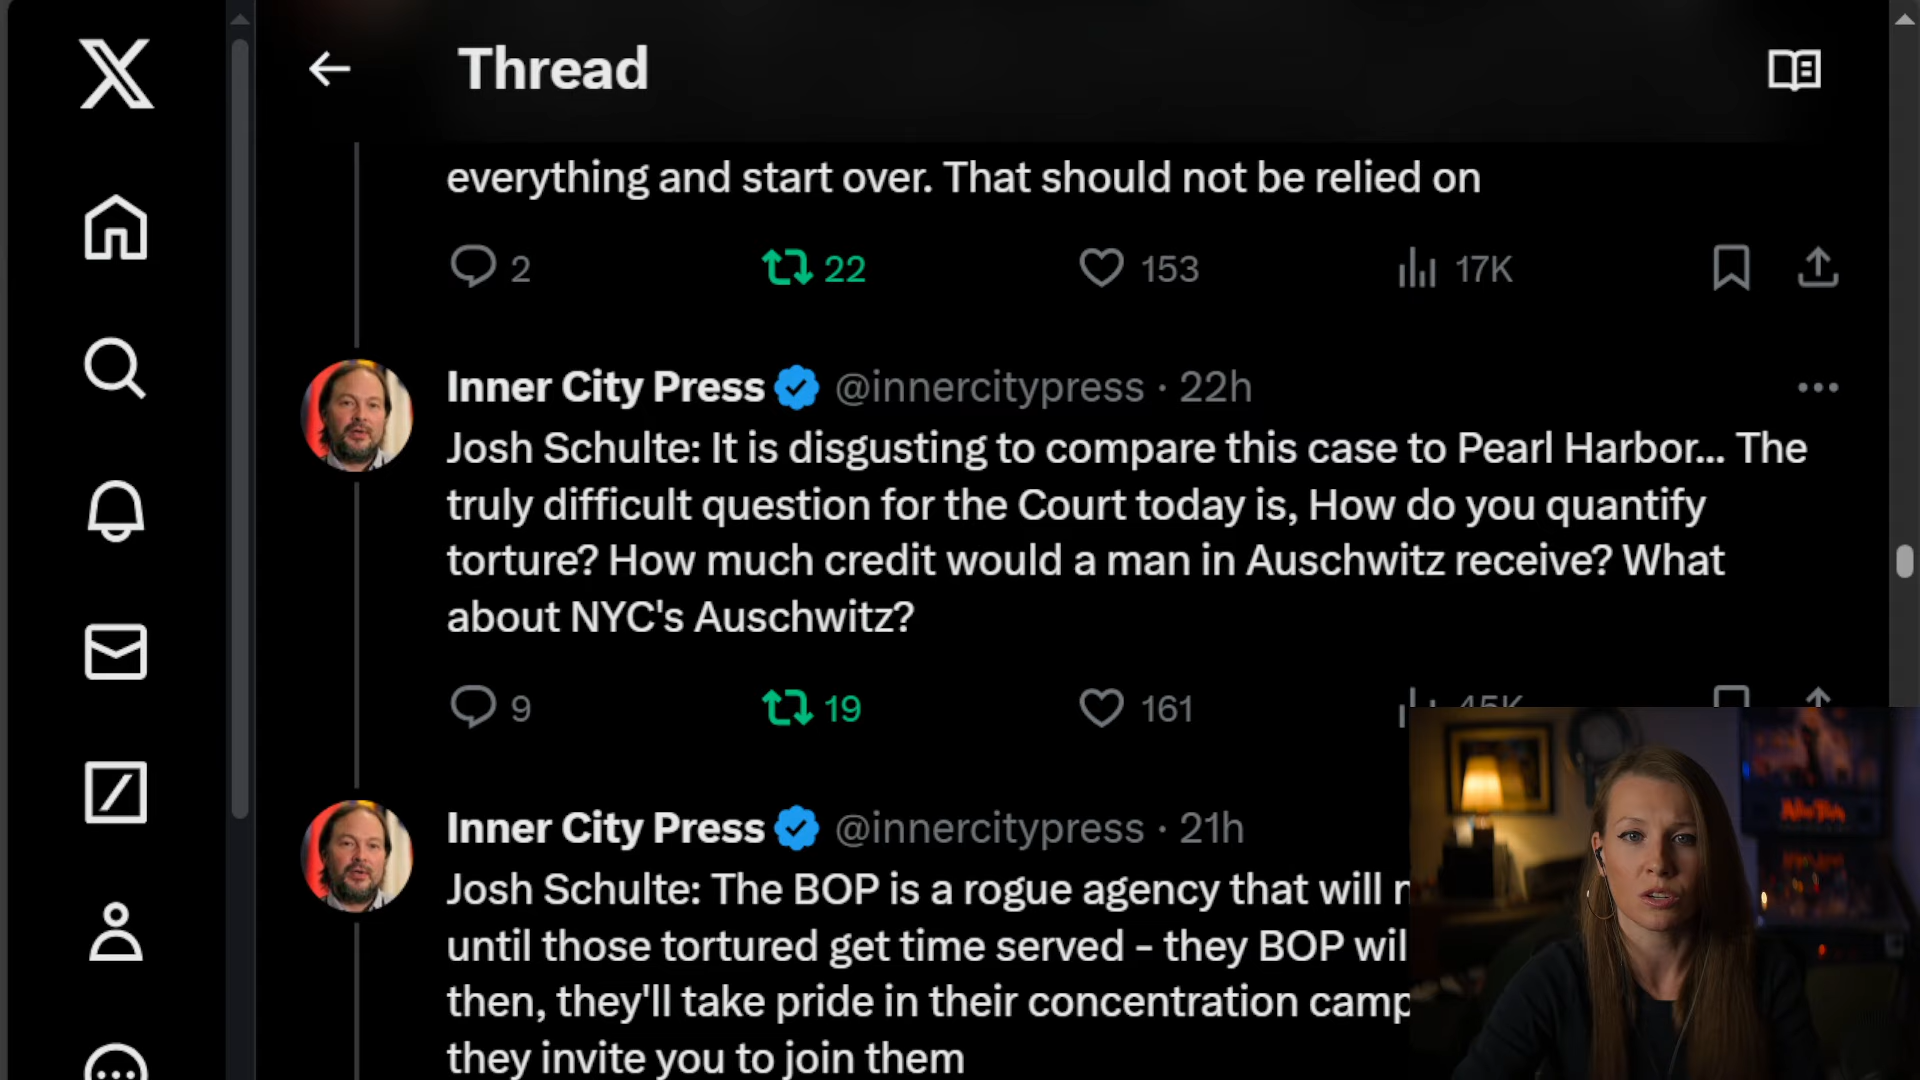 Thread
everything and start over. That should not be relied on
2 22 153 17K
Inner City Press @innercitypress · 22h
Josh Schulte: It is disgusting to compare this case to Pearl Harbor... The
truly difficult question for the Court today is, How do you quantify
torture? How much credit would a man in Auschwitz receive? What
about NYC's Auschwitz?
9 19 161 45K
Inner City Press @innercitypress · 21h
Josh Schulte: The BOP is a rogue agency that will
until those tortured get time served - they BOP wil
then, they'll take pride in their concentration camp
they invite you to join them